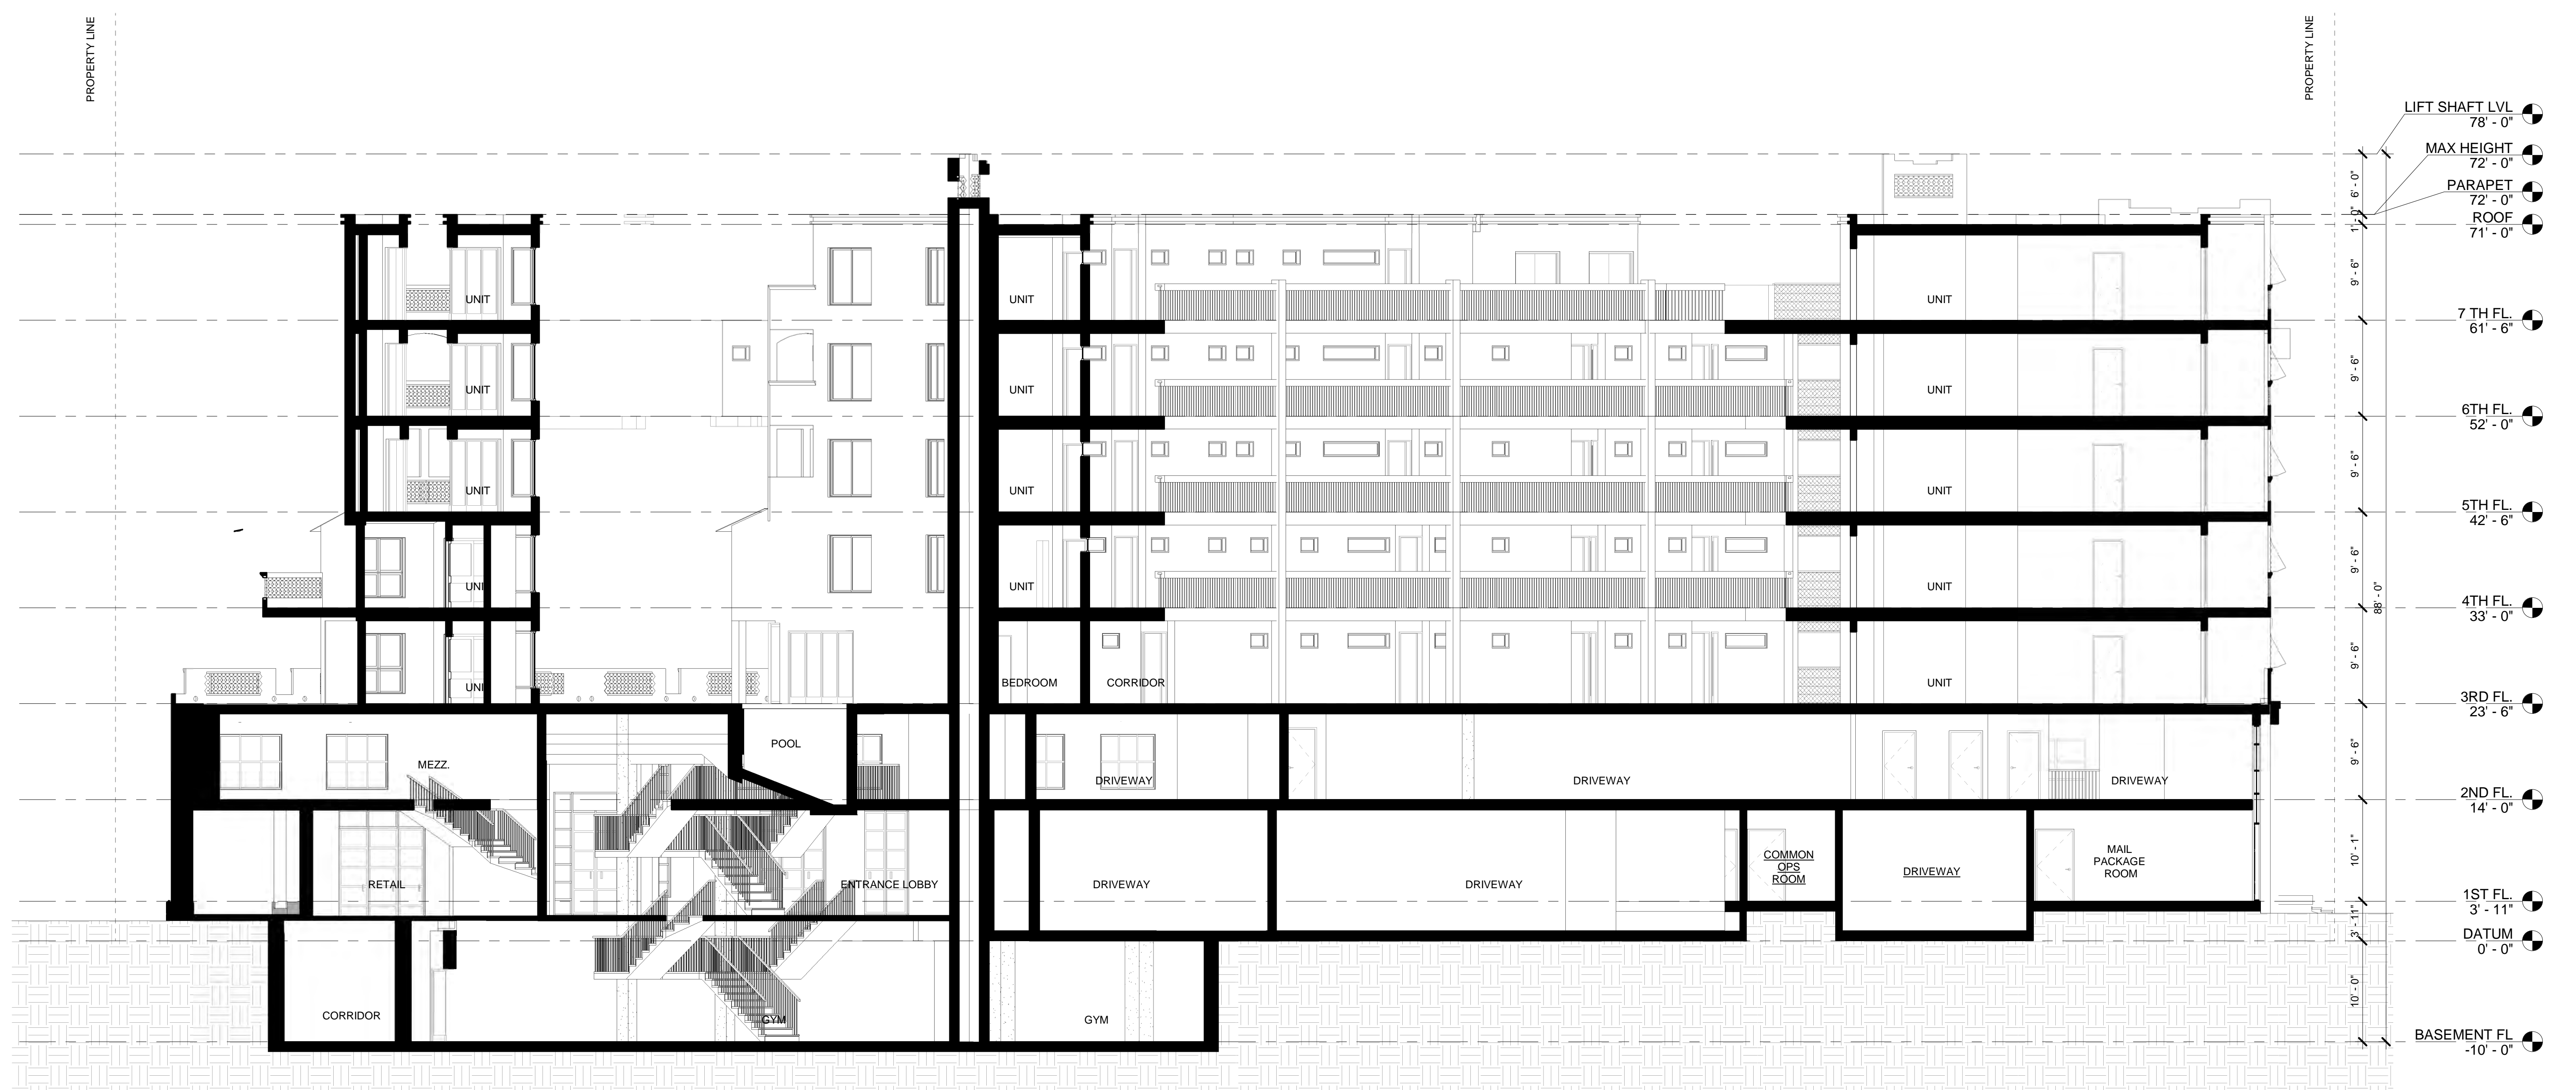 PROPERTY LINE
PROPERTY LINE
LIFT SHAFT LVL
78' - 0"
MAX HEIGHT
72' - 0"
PARAPET
72' - 0"
ROOF
71' - 0"
7 TH FL.
61' - 6"
6TH FL.
52' - 0"
5TH FL.
42' - 6"
4TH FL.
33' - 0"
3RD FL.
23' - 6"
2ND FL.
14' - 0"
1ST FL.
3' - 11"
DATUM
0' - 0"
BASEMENT FL
-10' - 0"
6' - 0"
1' - 0"
9' - 6"
9' - 6"
9' - 6"
9' - 6"
9' - 6"
9' - 6"
10' - 1"
3' - 11"
10' - 0"
88' - 0"
UNIT
UNIT
UNIT
UNIT
UNIT
UNIT
UNIT
UNIT
UNIT
UNI
UNIT
UNIT
UNI
BEDROOM
CORRIDOR
UNIT
POOL
MEZZ.
DRIVEWAY
DRIVEWAY
DRIVEWAY
RETAIL
ENTRANCE LOBBY
DRIVEWAY
DRIVEWAY
COMMON
OPS
ROOM
DRIVEWAY
MAIL
PACKAGE
ROOM
CORRIDOR
GYM
GYM